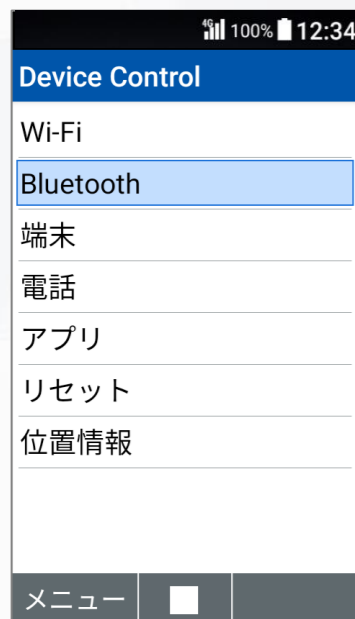 4G 100% 12:34
Device Control
Wi-Fi
Bluetooth
端末
電話
アプリ
リセット
位置情報
メニュー